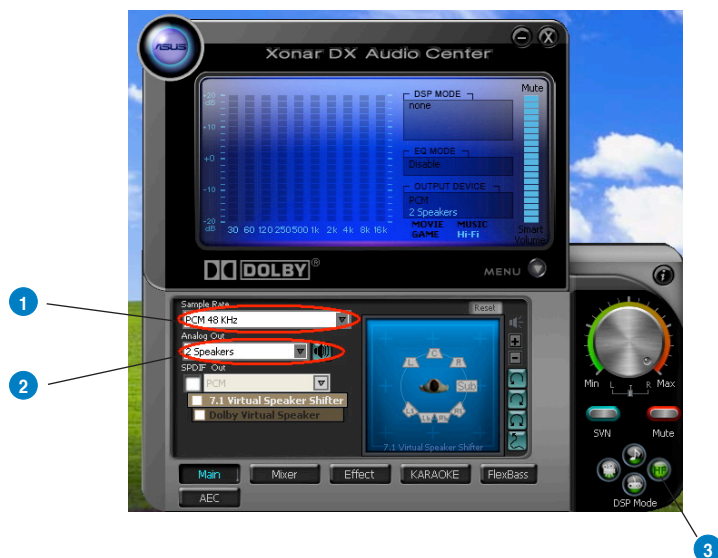 ASUS
Xonar DX Audio Center
+20
dB
+10
+0
-10
-20
dB
30 60 120 250 500 1k 2k 4k 8k 16k
DSP MODE
none
EQ MODE
Disable
OUTPUT DEVICE
PCM
2 Speakers
MOVIE MUSIC
GAME Hi-Fi
Mute
Smart
Volume
DOLBY®
MENU
1
Sample Rate
PCM 48 KHz
2
Analog Out
2 Speakers
SPDIF Out
PCM
7.1 Virtual Speaker Shifter
Dolby Virtual Speaker
Reset
L C R
Sub
Ls Lb Rb Rs
7.1 Virtual Speaker Shifter
Main Mixer Effect KARAOKE FlexBass
AEC
i
Min L R Max
SVN Mute
HF
DSP Mode
3